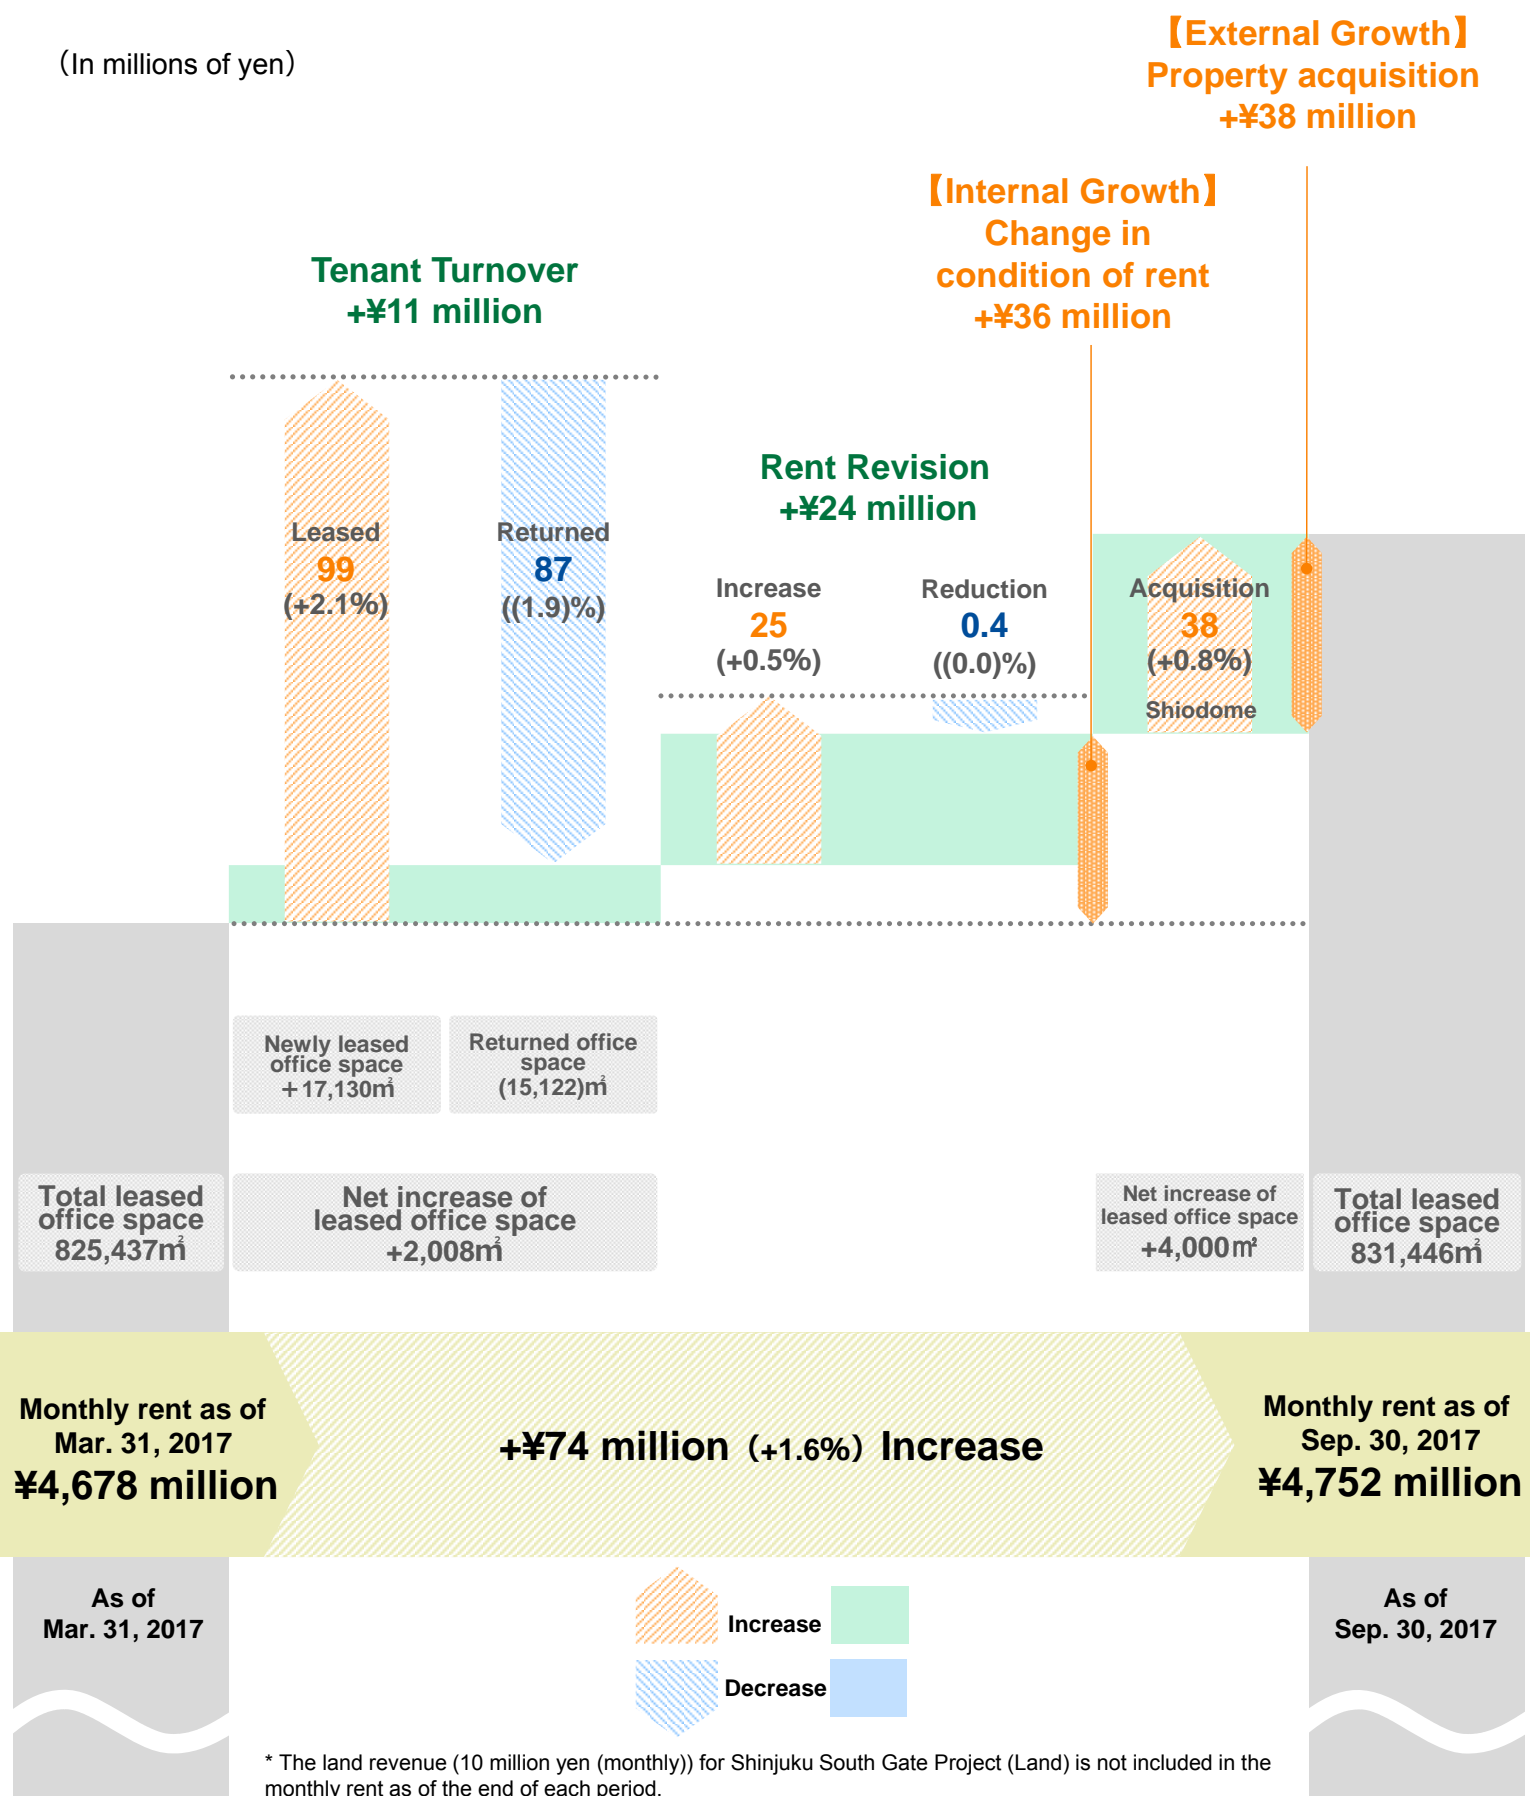 （In millions of yen）
【External Growth】
Property acquisition
+¥38 million
【Internal Growth】
Change in
condition of rent
+¥36 million
Tenant Turnover
+¥11 million
Rent Revision
+¥24 million
Leased
99
(+2.1%)
Returned
87
((1.9)%)
Increase
25
(+0.5%)
Reduction
0.4
((0.0)%)
Acquisition
38
(+0.8%)
Shiodome
Newly leased
office space
＋17,130㎡
Returned office
space
(15,122)㎡
Total leased
office space
825,437㎡
Net increase of
leased office space
+2,008㎡
Net increase of
leased office space
+4,000㎡
Total leased
office space
831,446㎡
Monthly rent as of
Mar. 31, 2017
¥4,678 million
+¥74 million（+1.6%）Increase
Monthly rent as of
Sep. 30, 2017
¥4,752 million
As of
Mar. 31, 2017
Increase
Decrease
As of
Sep. 30, 2017
* The land revenue (10 million yen (monthly)) for Shinjuku South Gate Project (Land) is not included in the
monthly rent as of the end of each period.